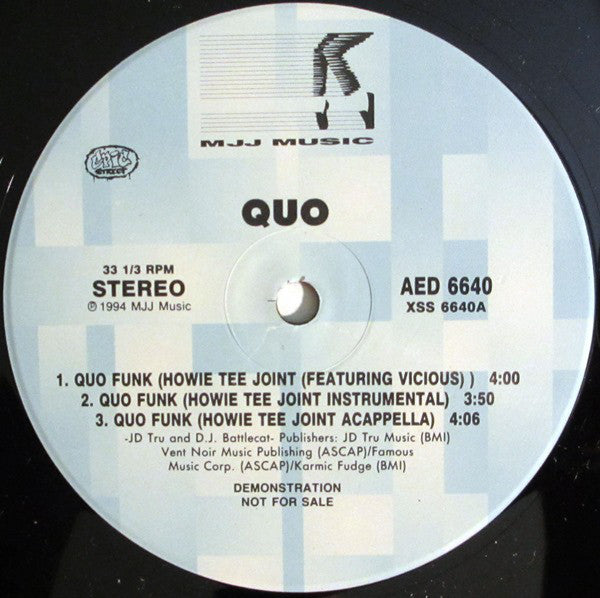 MJJ MUSIC
EPIC
STREET
QUO
33 1/3 RPM
STEREO
℗ 1994 MJJ Music
AED 6640
XSS 6640A
1. QUO FUNK (HOWIE TEE JOINT (FEATURING VICIOUS) ) 4:00
2. QUO FUNK (HOWIE TEE JOINT INSTRUMENTAL) 3:50
3. QUO FUNK (HOWIE TEE JOINT ACAPPELLA) 4:06
-JD Tru and D.J. Battlecat- Publishers: JD Tru Music (BMI)
Vent Noir Music Publishing (ASCAP)/Famous
Music Corp. (ASCAP)/Karmic Fudge (BMI)
DEMONSTRATION
NOT FOR SALE